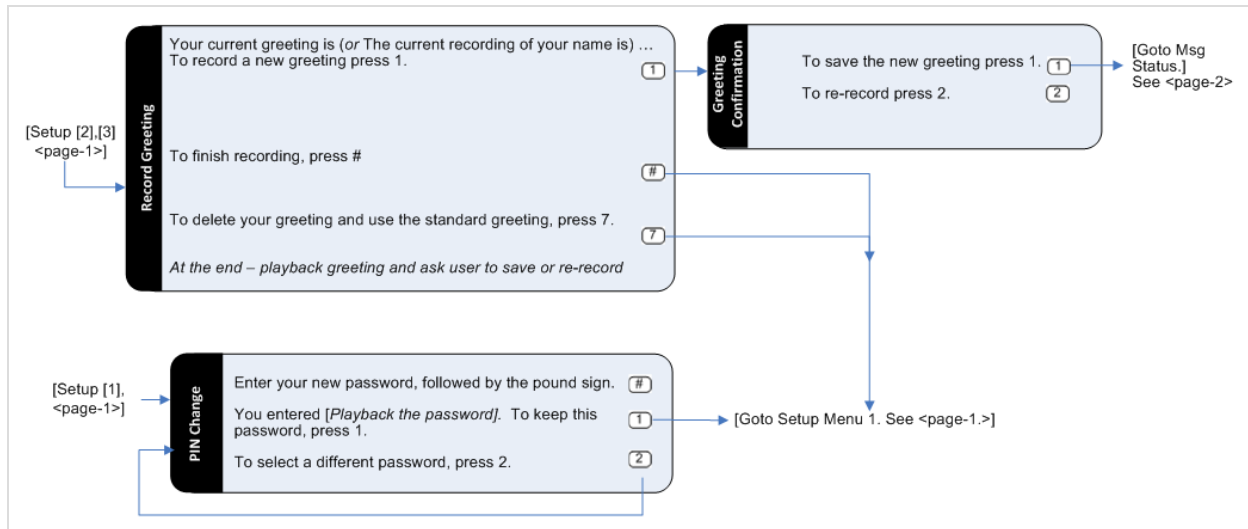 Your current greeting is (or The current recording of your name is) …
To record a new greeting press 1.
1
Record Greeting
[Setup [2],[3]
<page-1>]
To finish recording, press #
#
To delete your greeting and use the standard greeting, press 7.
7
At the end – playback greeting and ask user to save or re-record
Greeting
Confirmation
To save the new greeting press 1.
1
To re-record press 2.
2
[Goto Msg
Status.]
See <page-2>
[Setup [1],
<page-1>]
PIN Change
Enter your new password, followed by the pound sign.
#
You entered [Playback the password]. To keep this
password, press 1.
1
To select a different password, press 2.
2
[Goto Setup Menu 1. See <page-1.>]